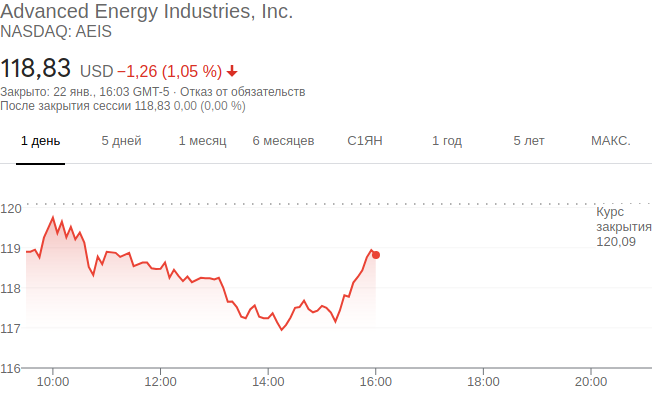 Advanced Energy Industries, Inc.
NASDAQ: AEIS
118,83 USD −1,26 (1,05 %)
Закрыто: 22 янв., 16:03 GMT-5 · Отказ от обязательств
После закрытия сессии 118,83 0,00 (0,00 %)
1 день 5 дней 1 месяц 6 месяцев С1ЯН 1 год 5 лет МАКС.
120
119
118
117
116
Курс
закрытия
120,09
10:00 12:00 14:00 16:00 18:00 20:00